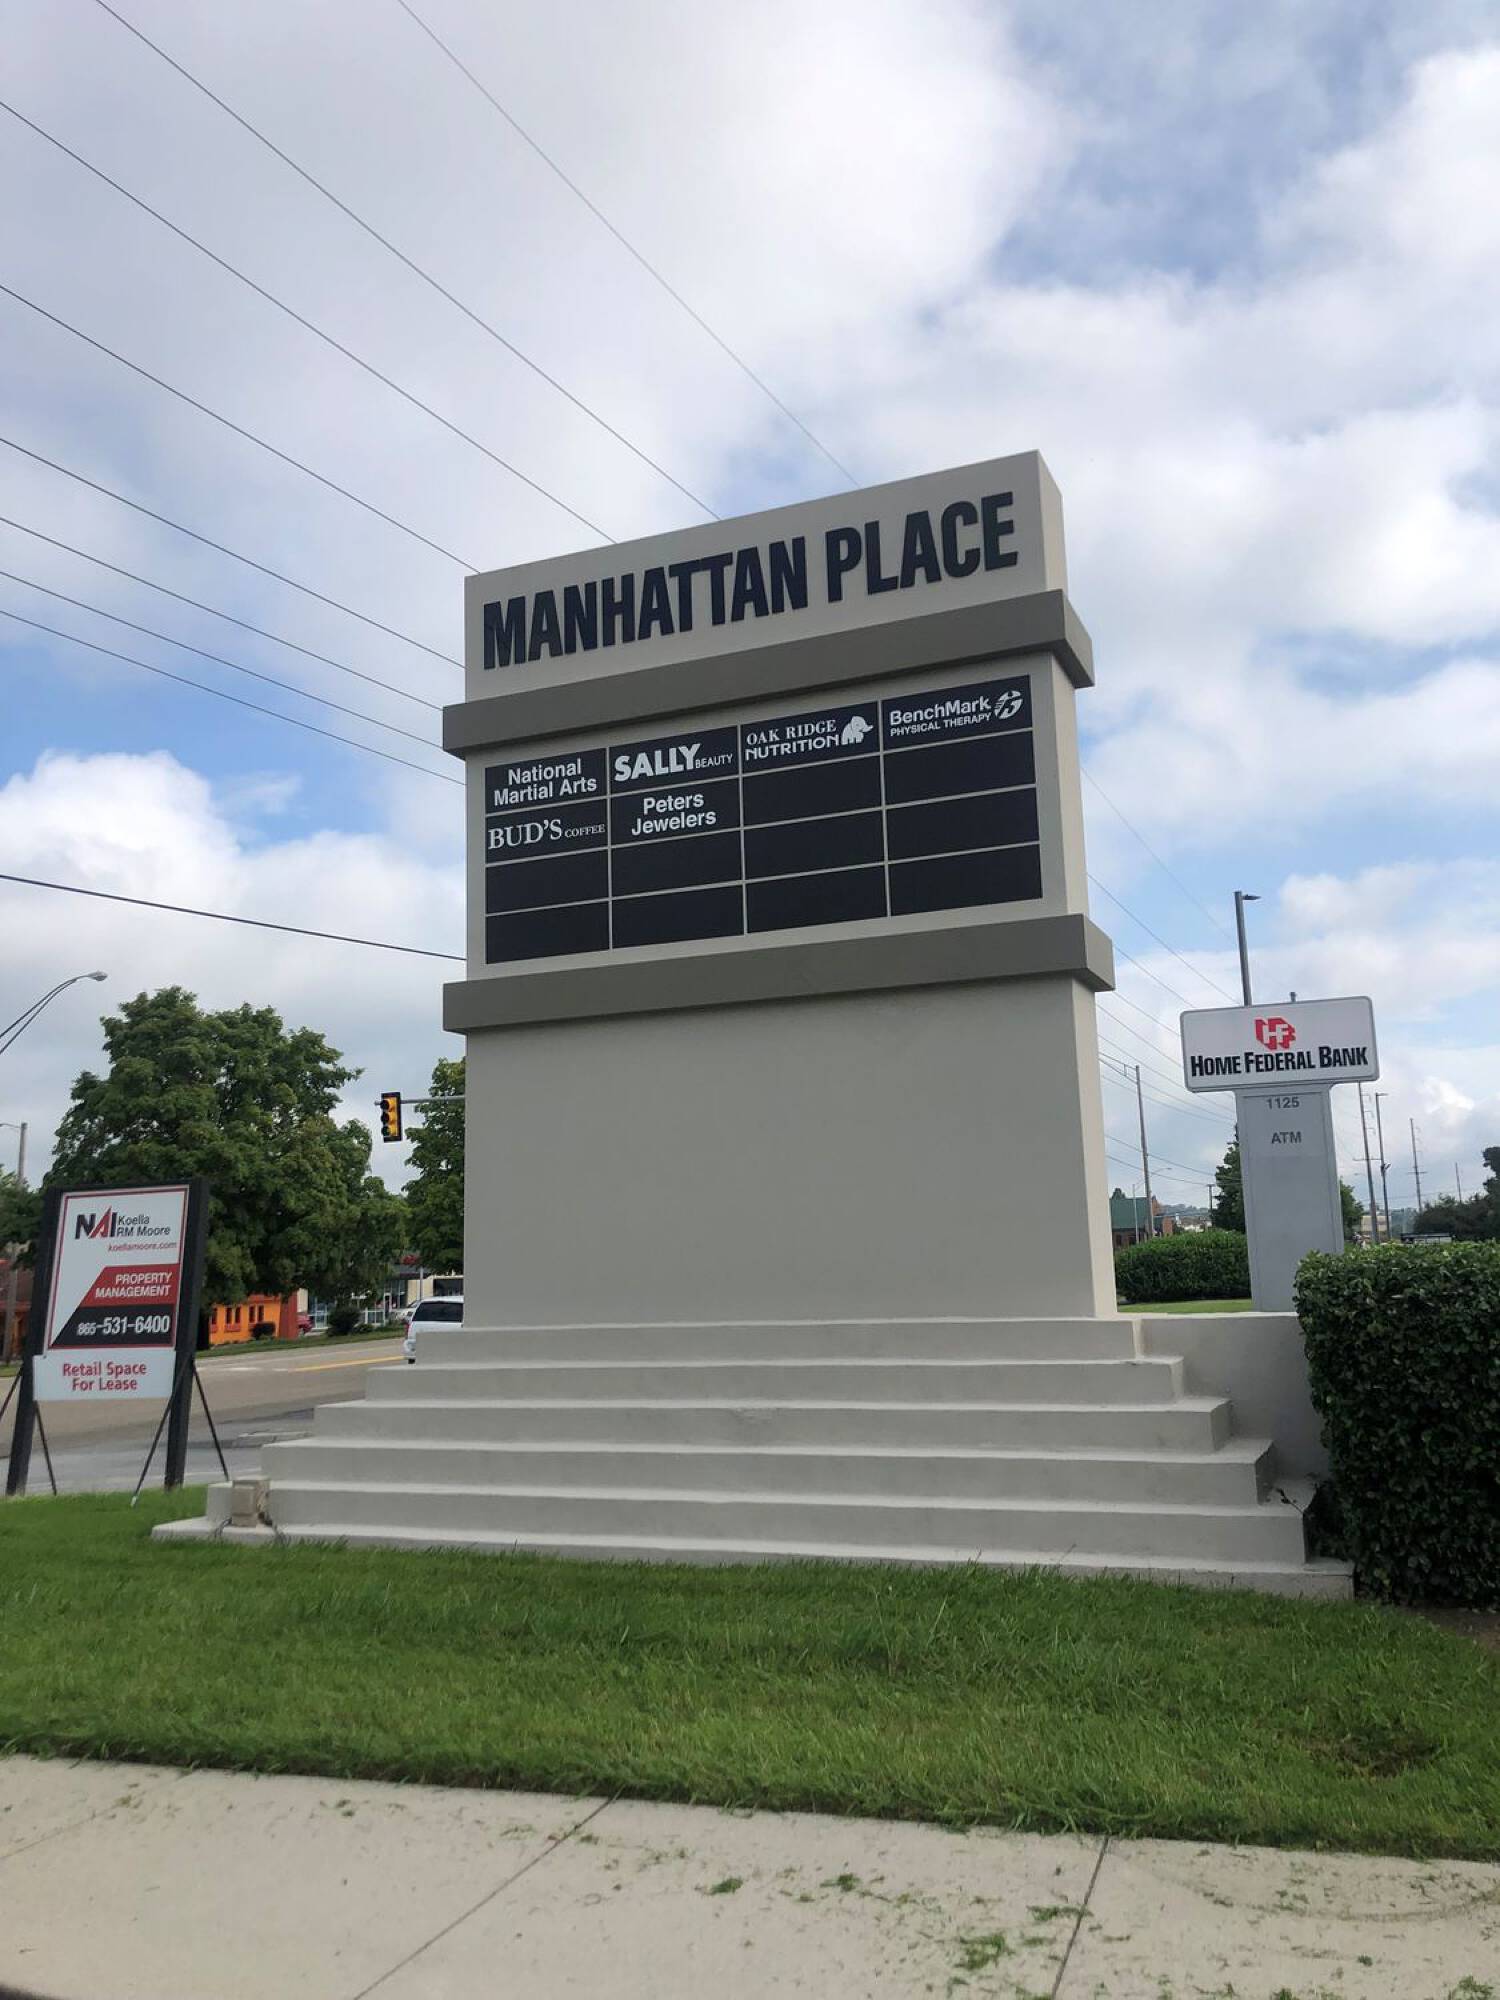 MANHATTAN PLACE
National
Martial Arts
SALLY BEAUTY
OAK RIDGE
NUTRITION
BenchMark
PHYSICAL THERAPY
BUD'S COFFEE
Peters
Jewelers
HF
HOME FEDERAL BANK
1125
ATM
NAI Koella
RM Moore
koellamoore.com
PROPERTY
MANAGEMENT
865-531-6400
Retail Space
For Lease